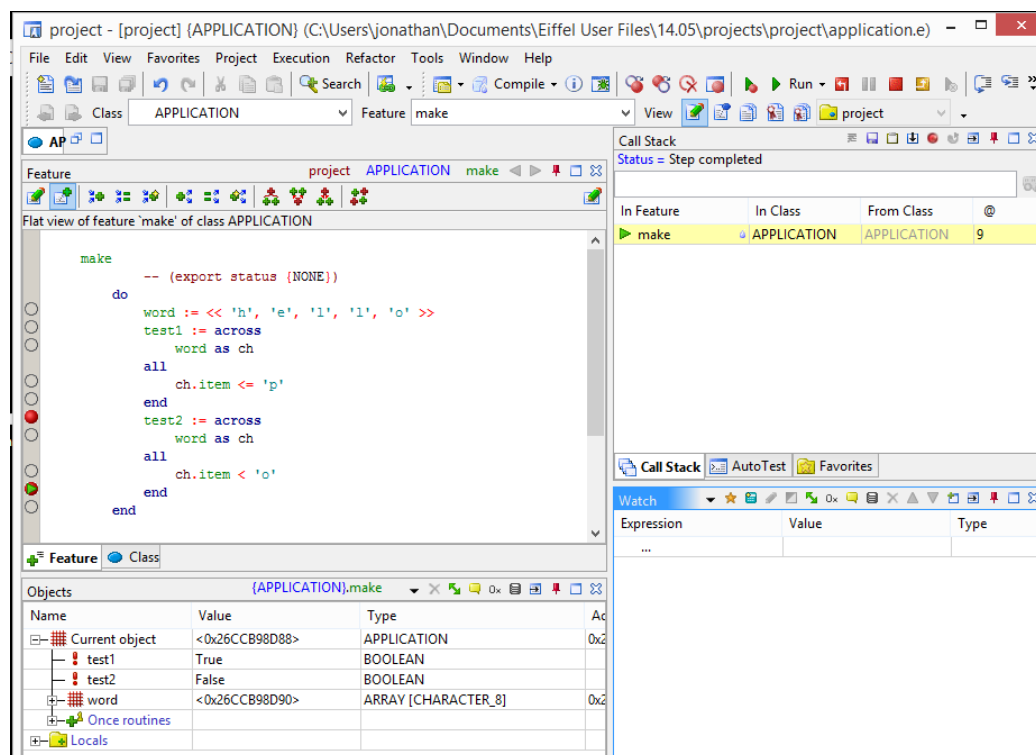 project - [project] {APPLICATION} (C:\Users\jonathan\Documents\Eiffel User Files\14.05\projects\project\application.e)
File Edit View Favorites Project Execution Refactor Tools Window Help
Search Compile Run
Class APPLICATION Feature make View project
AP
Feature project APPLICATION make
Flat view of feature `make' of class APPLICATION
make
-- (export status {NONE})
do
word := << 'h', 'e', 'l', 'l', 'o' >>
test1 := across
word as ch
all
ch.item <= 'p'
end
test2 := across
word as ch
all
ch.item < 'o'
end
end
Feature Class
Call Stack
Status = Step completed
In Feature In Class From Class @
make APPLICATION APPLICATION 9
Call Stack AutoTest Favorites
Watch
Expression Value Type
...
Objects {APPLICATION}.make
Name Value Type
Current object <0x26CCB98D88> APPLICATION
test1 True BOOLEAN
test2 False BOOLEAN
word <0x26CCB98D90> ARRAY [CHARACTER_8]
Once routines
Locals